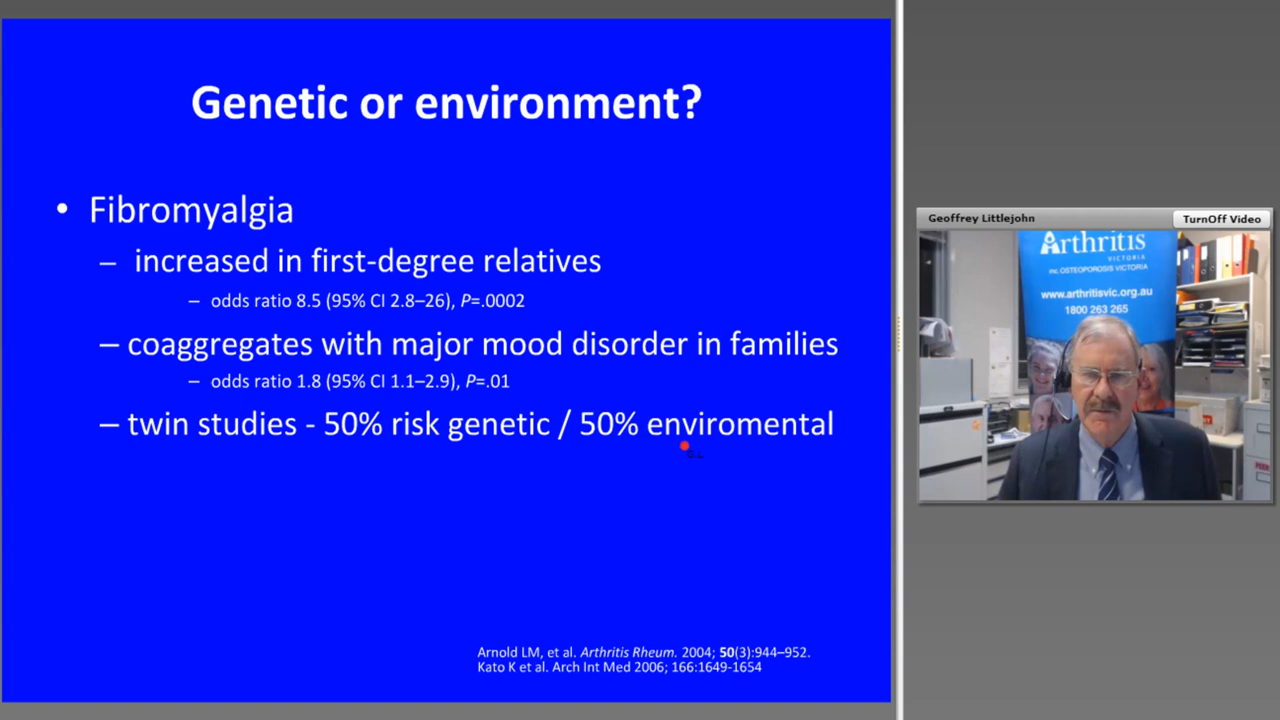 Genetic or environment?
• Fibromyalgia
– increased in first-degree relatives
– odds ratio 8.5 (95% CI 2.8–26), P=.0002
– coaggregates with major mood disorder in families
– odds ratio 1.8 (95% CI 1.1–2.9), P=.01
– twin studies - 50% risk genetic / 50% enviromental
Arnold LM, et al. Arthritis Rheum. 2004; 50(3):944–952.
Kato K et al. Arch Int Med 2006; 166:1649-1654
Geoffrey Littlejohn
TurnOff Video
Arthritis
VICTORIA
OSTEOPOROSIS VICTORIA
www.arthritisvic.org.au
1800 263 265